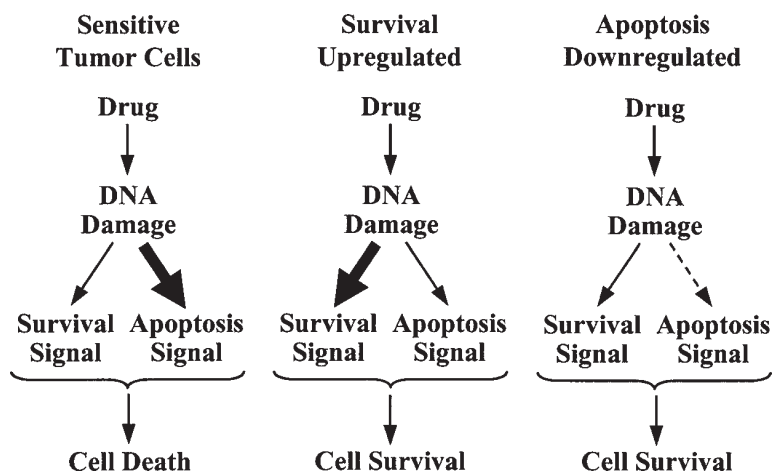 Sensitive
Tumor Cells
Drug
DNA
Damage
Survival
Signal
Apoptosis
Signal
Cell Death
Survival
Upregulated
Drug
DNA
Damage
Survival
Signal
Apoptosis
Signal
Cell Survival
Apoptosis
Downregulated
Drug
DNA
Damage
Survival
Signal
Apoptosis
Signal
Cell Survival